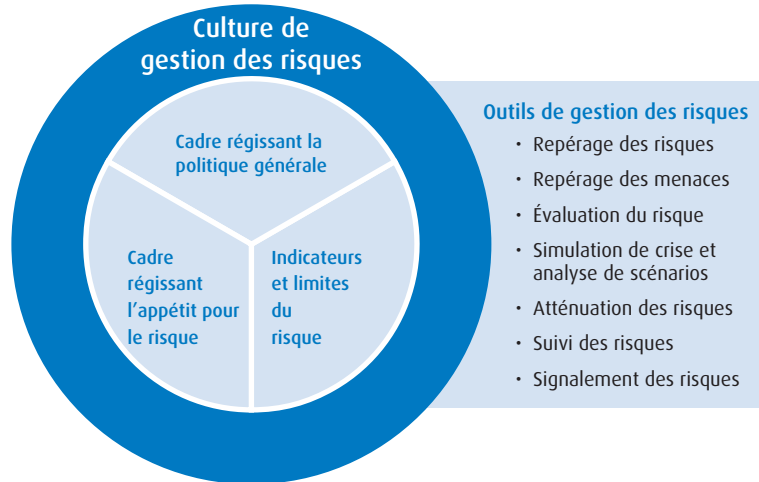 Culture de
gestion des risques
Cadre régissant la
politique générale
Cadre
régissant
l'appétit pour
le risque
Indicateurs
et limites
du
risque
Outils de gestion des risques
• Repérage des risques
• Repérage des menaces
• Évaluation du risque
• Simulation de crise et
analyse de scénarios
• Atténuation des risques
• Suivi des risques
• Signalement des risques